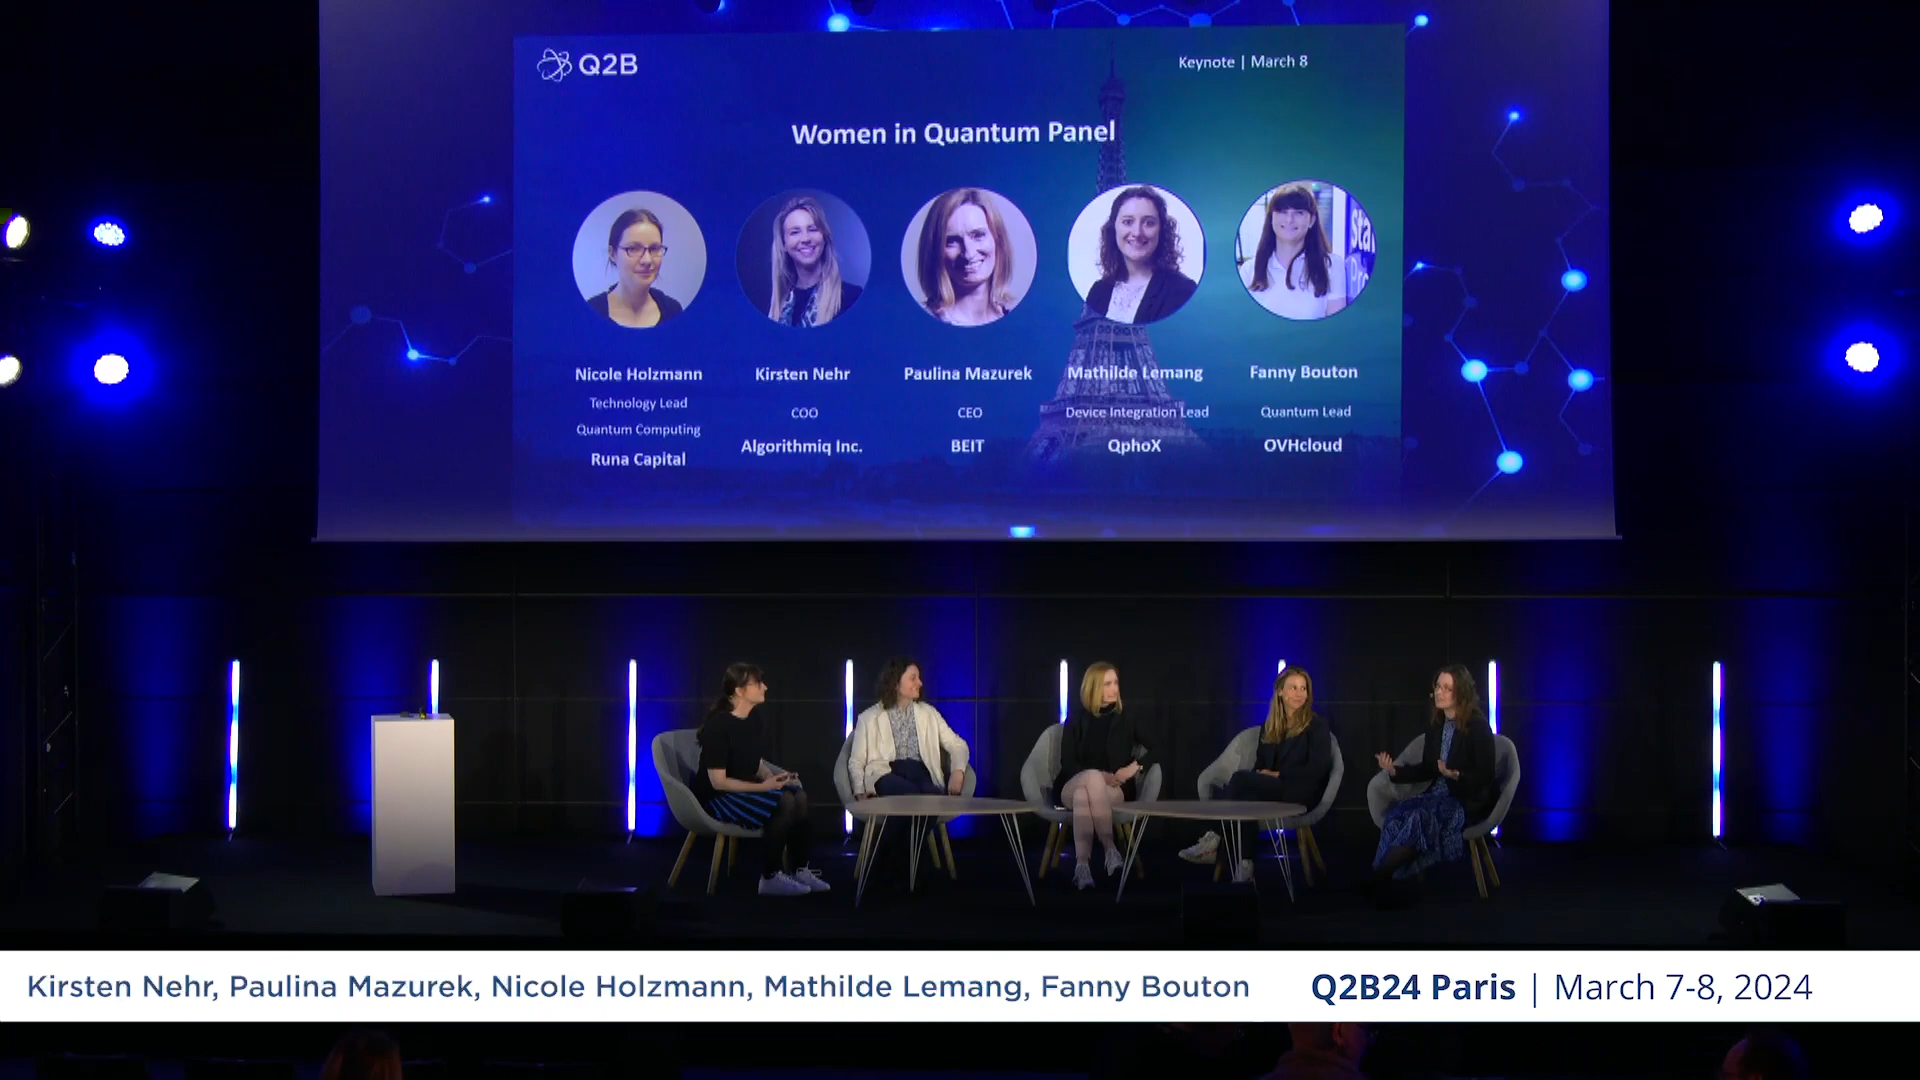 Q2B
Keynote | March 8
Women in Quantum Panel
sta
Pr
Nicole Holzmann
Technology Lead
Quantum Computing
Runa Capital
Kirsten Nehr
COO
Algorithmiq Inc.
Paulina Mazurek
CEO
BEIT
Mathilde Lemang
Device Integration Lead
QphoX
Fanny Bouton
Quantum Lead
OVHcloud
Kirsten Nehr, Paulina Mazurek, Nicole Holzmann, Mathilde Lemang, Fanny Bouton
Q2B24 Paris | March 7-8, 2024